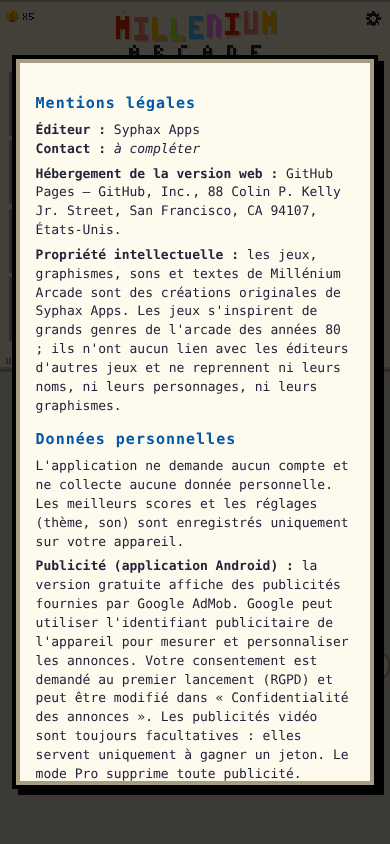 85
MILLENIUM
ARCADE
Mentions légales
Éditeur : Syphax Apps
Contact : à compléter
Hébergement de la version web : GitHub
Pages — GitHub, Inc., 88 Colin P. Kelly
Jr. Street, San Francisco, CA 94107,
États-Unis.
Propriété intellectuelle : les jeux,
graphismes, sons et textes de Millénium
Arcade sont des créations originales de
Syphax Apps. Les jeux s'inspirent de
grands genres de l'arcade des années 80
; ils n'ont aucun lien avec les éditeurs
d'autres jeux et ne reprennent ni leurs
noms, ni leurs personnages, ni leurs
graphismes.
Données personnelles
L'application ne demande aucun compte et
ne collecte aucune donnée personnelle.
Les meilleurs scores et les réglages
(thème, son) sont enregistrés uniquement
sur votre appareil.
Publicité (application Android) : la
version gratuite affiche des publicités
fournies par Google AdMob. Google peut
utiliser l'identifiant publicitaire de
l'appareil pour mesurer et personnaliser
les annonces. Votre consentement est
demandé au premier lancement (RGPD) et
peut être modifié dans « Confidentialité
des annonces ». Les publicités vidéo
sont toujours facultatives : elles
servent uniquement à gagner un jeton. Le
mode Pro supprime toute publicité.